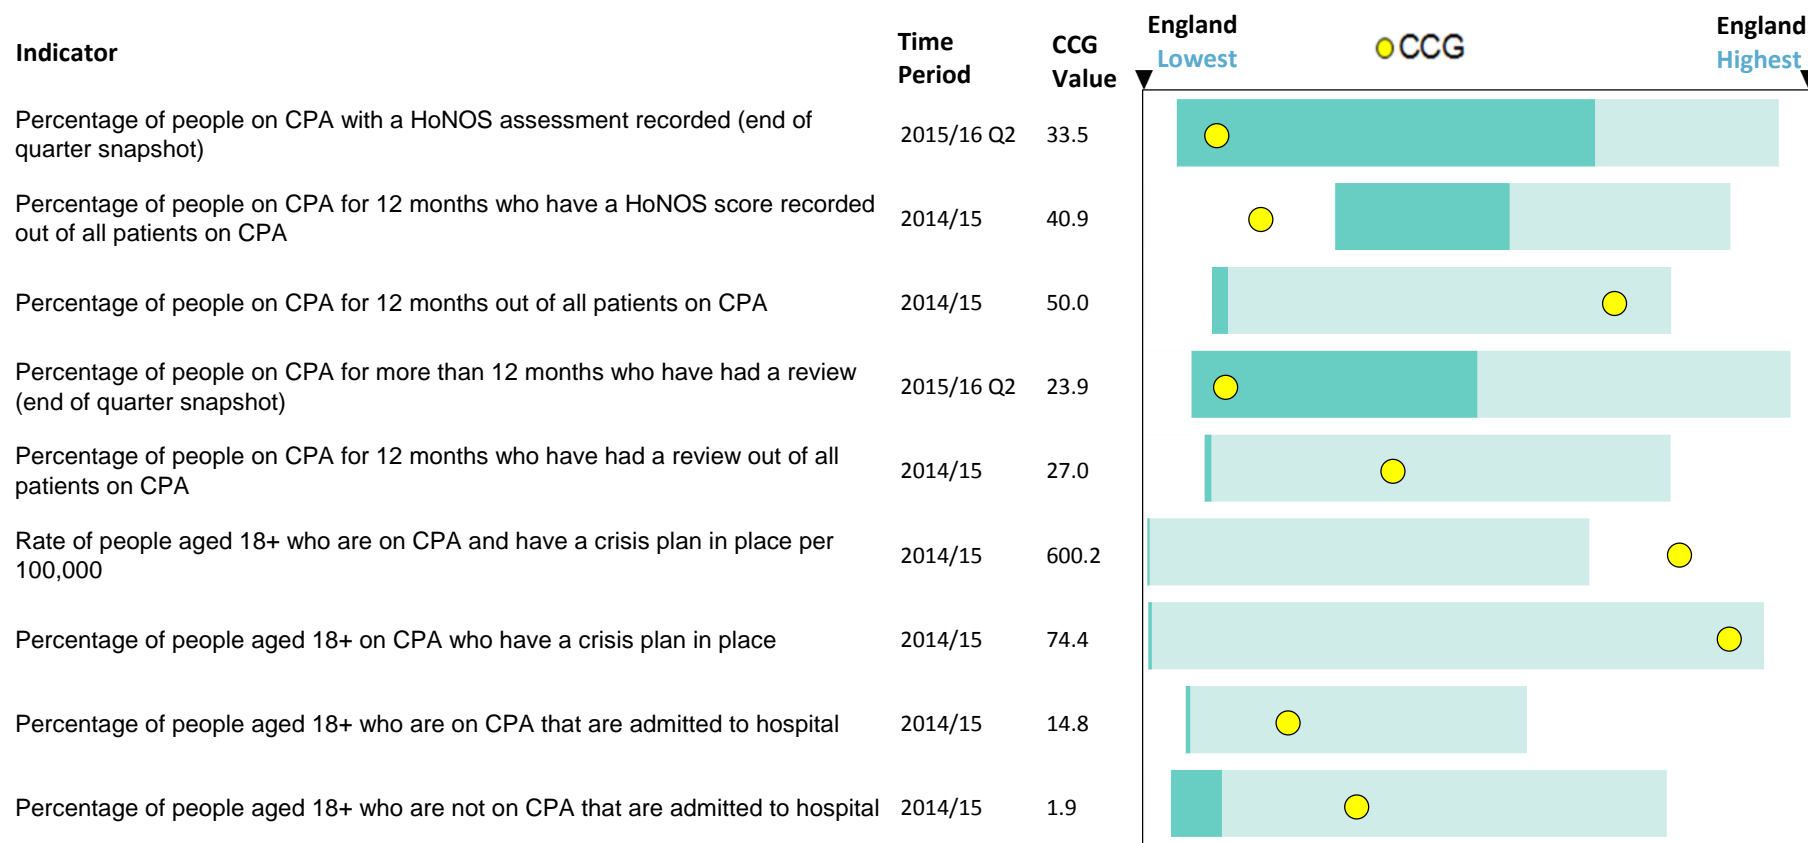 Indicator
Time
Period
CCG
Value
England
Lowest
CCG
England
Highest
Percentage of people on CPA with a HoNOS assessment recorded (end of
quarter snapshot)
2015/16 Q2
33.5
Percentage of people on CPA for 12 months who have a HoNOS score recorded
out of all patients on CPA
2014/15
40.9
Percentage of people on CPA for 12 months out of all patients on CPA
2014/15
50.0
Percentage of people on CPA for more than 12 months who have had a review
(end of quarter snapshot)
2015/16 Q2
23.9
Percentage of people on CPA for 12 months who have had a review out of all
patients on CPA
2014/15
27.0
Rate of people aged 18+ who are on CPA and have a crisis plan in place per
100,000
2014/15
600.2
Percentage of people aged 18+ on CPA who have a crisis plan in place
2014/15
74.4
Percentage of people aged 18+ who are on CPA that are admitted to hospital
2014/15
14.8
Percentage of people aged 18+ who are not on CPA that are admitted to hospital
2014/15
1.9